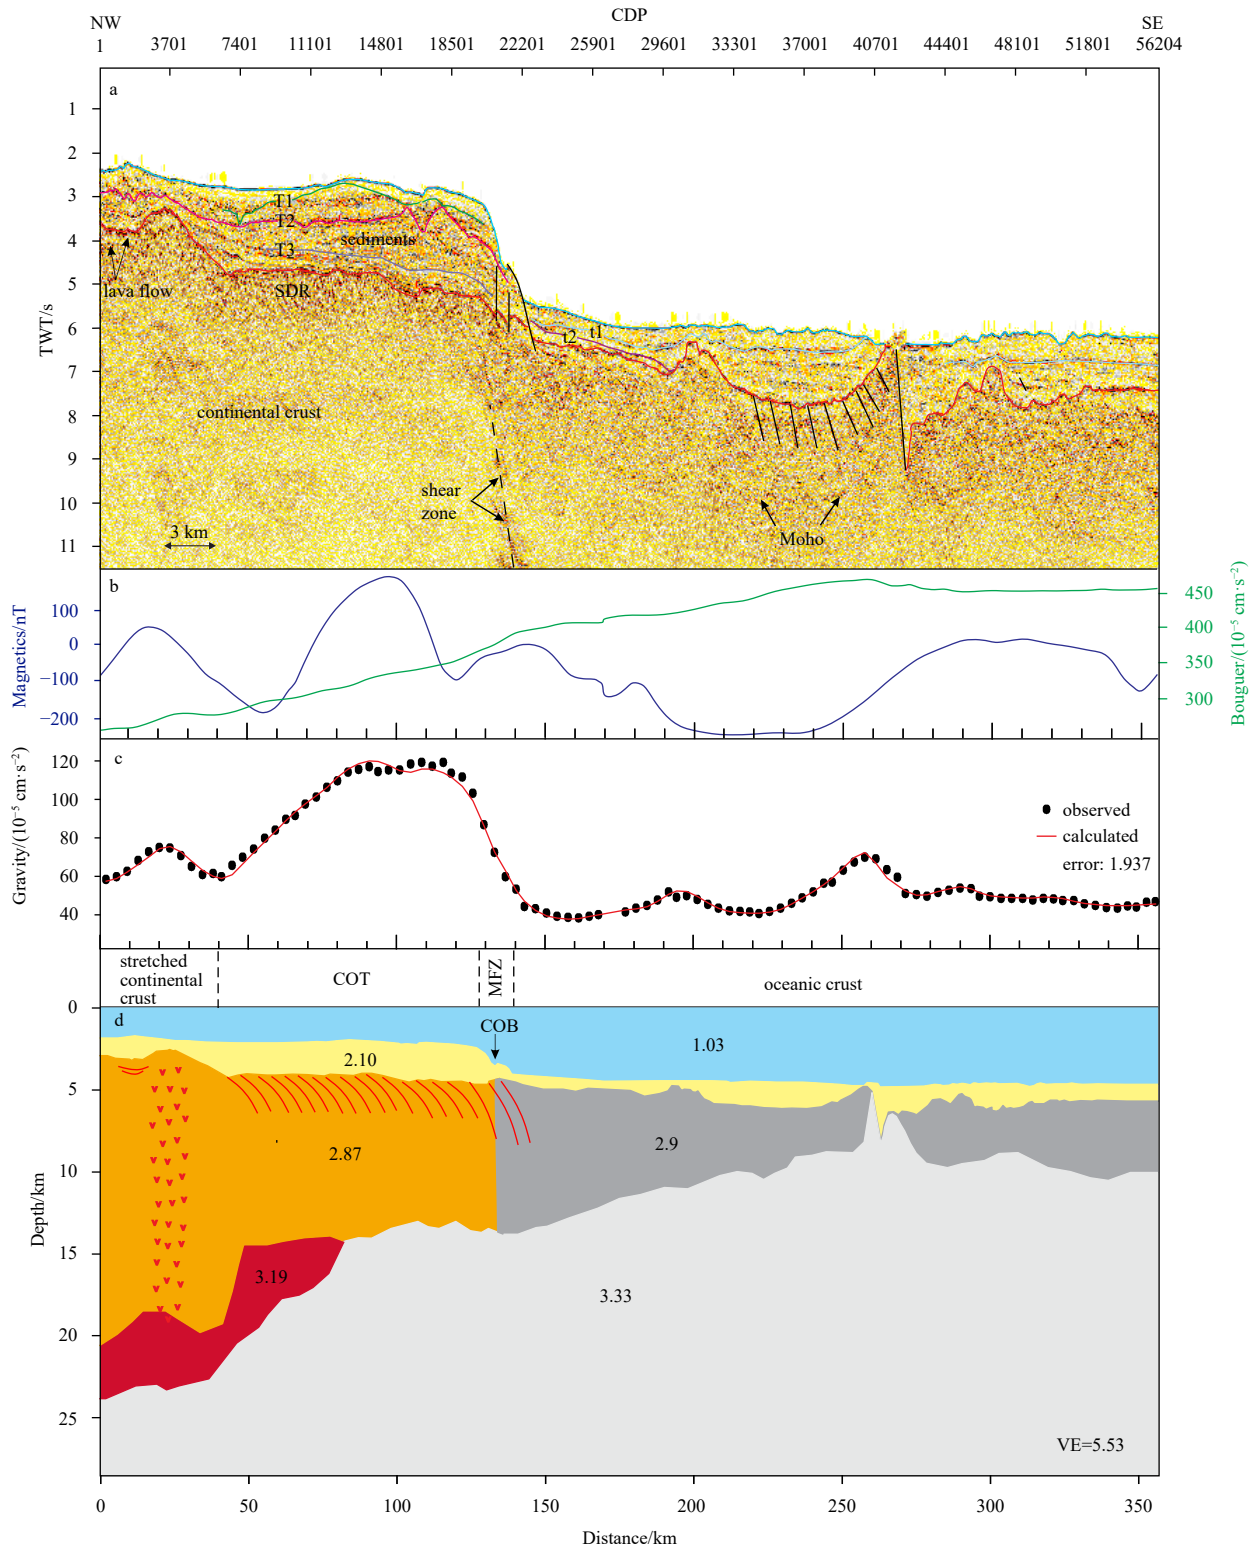 CDP
NW
SE
1 3701 7401 11101 14801 18501 22201 25901 29601 33301 37001 40701 44401 48101 51801 56204
a
1
2
3
4
5
6
7
8
9
10
11
TWT/s
T1
T2
sediments
T3
SDR
lava flow
t1
t2
continental crust
shear
zone
Moho
3 km
b
100
0
−100
−200
Magnetics/nT
450
400
350
300
Bouguer/(10⁻⁵ cm·s⁻²)
c
120
100
80
60
40
Gravity/(10⁻⁵ cm·s⁻²)
observed
calculated
error: 1.937
stretched
continental
crust
COT
MFZ
oceanic crust
d
COB
1.03
2.10
2.87
2.9
3.19
3.33
VE=5.53
0
5
10
15
20
25
Depth/km
0 50 100 150 200 250 300 350
Distance/km